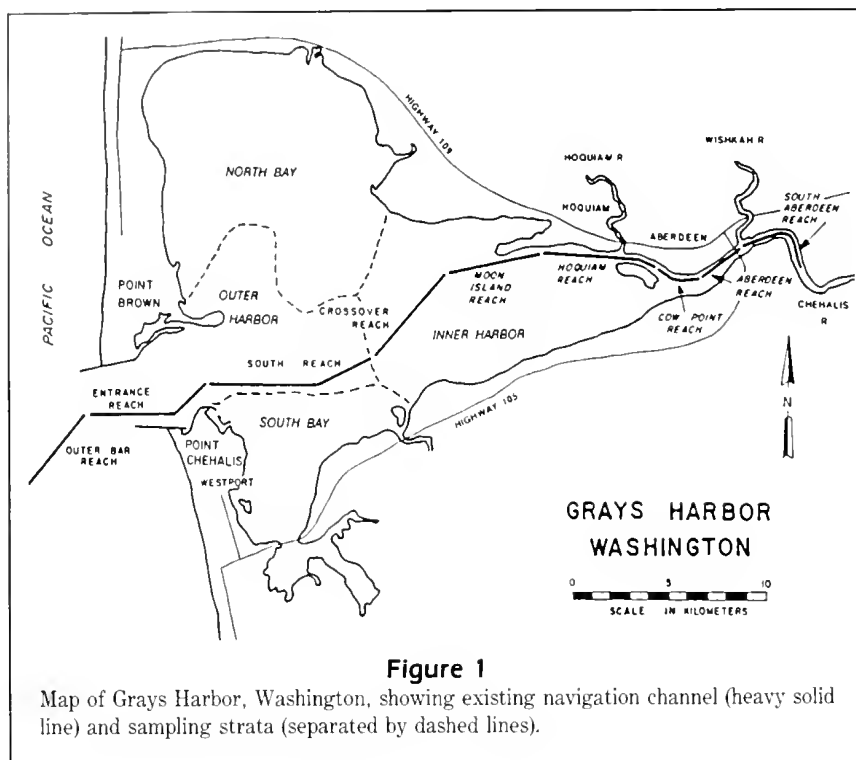 HIGHWAY 109
WISHKAH R
HOQUIAM R
HOQUIAM
SOUTH
ABERDEEN
REACH
ABERDEEN
NORTH BAY
PACIFIC OCEAN
POINT
BROWN
OUTER
HARBOR
CROSSOVER
REACH
MOON
ISLAND
REACH
HOQUIAM
REACH
ABERDEEN
REACH
CHEHALIS
R
COW POINT
REACH
INNER HARBOR
SOUTH REACH
ENTRANCE
REACH
SOUTH BAY
HIGHWAY 105
N
OUTER BAR
REACH
POINT
CHEHALIS
WESTPORT
GRAYS HARBOR
WASHINGTON
0 5 10
SCALE IN KILOMETERS
Figure 1
Map of Grays Harbor, Washington, showing existing navigation channel (heavy solid
line) and sampling strata (separated by dashed lines).